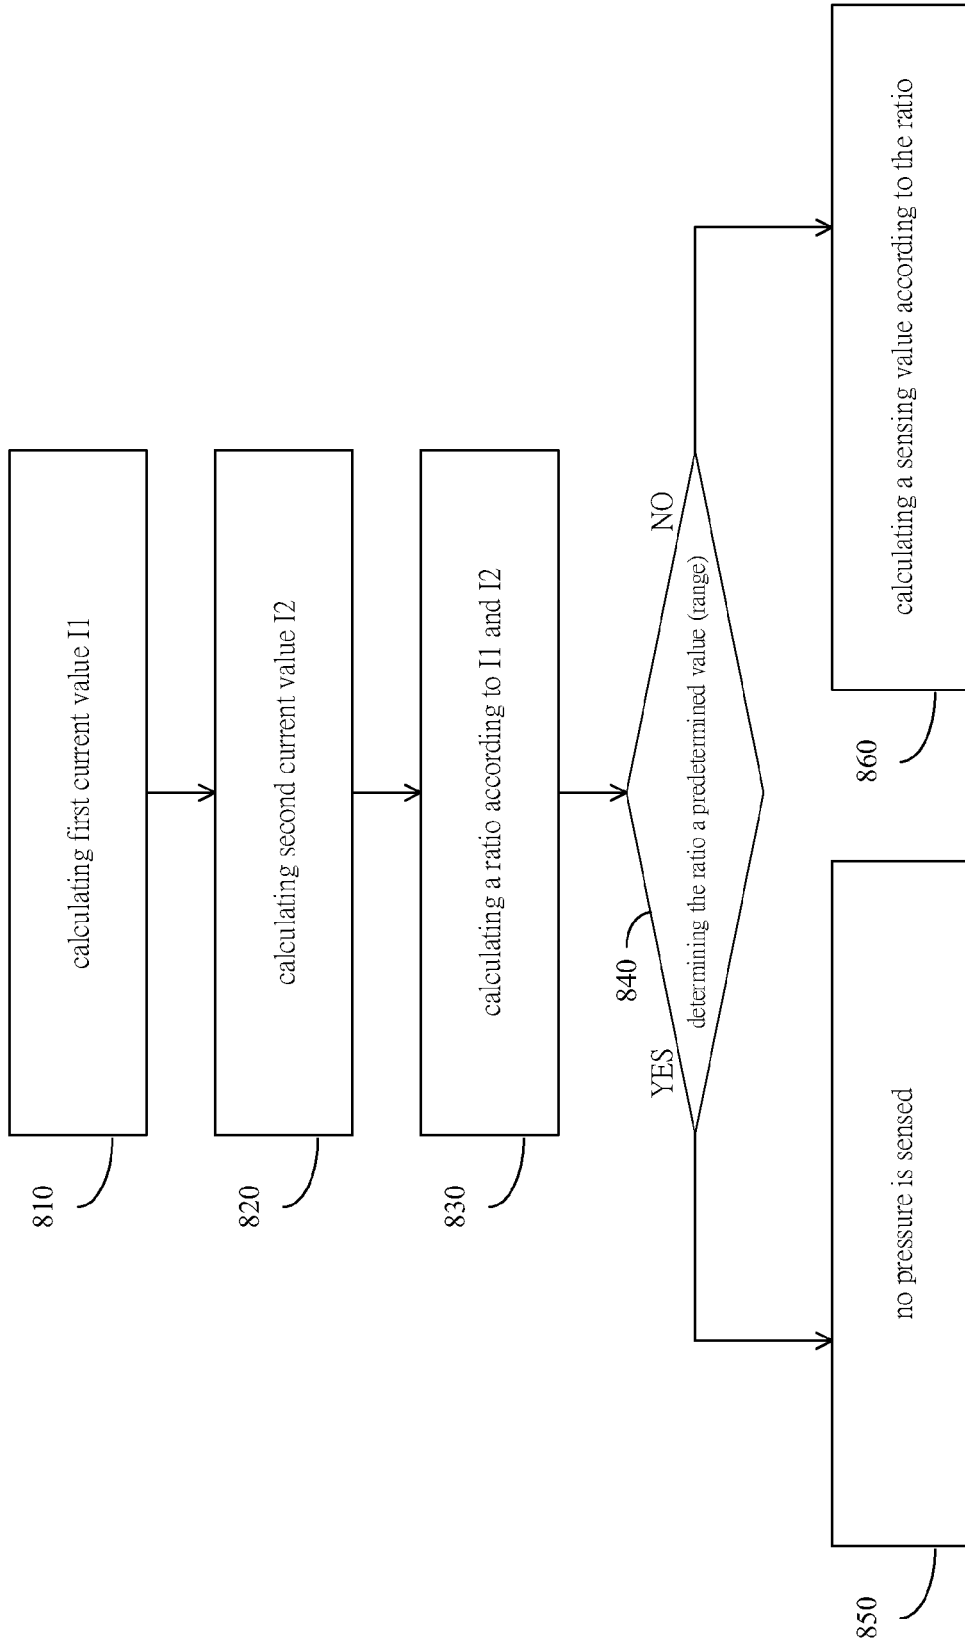 810
calculating first current value I1
820
calculating second current value I2
830
calculating a ratio according to I1 and I2
840
YES
NO
determining the ratio a predetermined value (range)
850
no pressure is sensed
860
calculating a sensing value according to the ratio